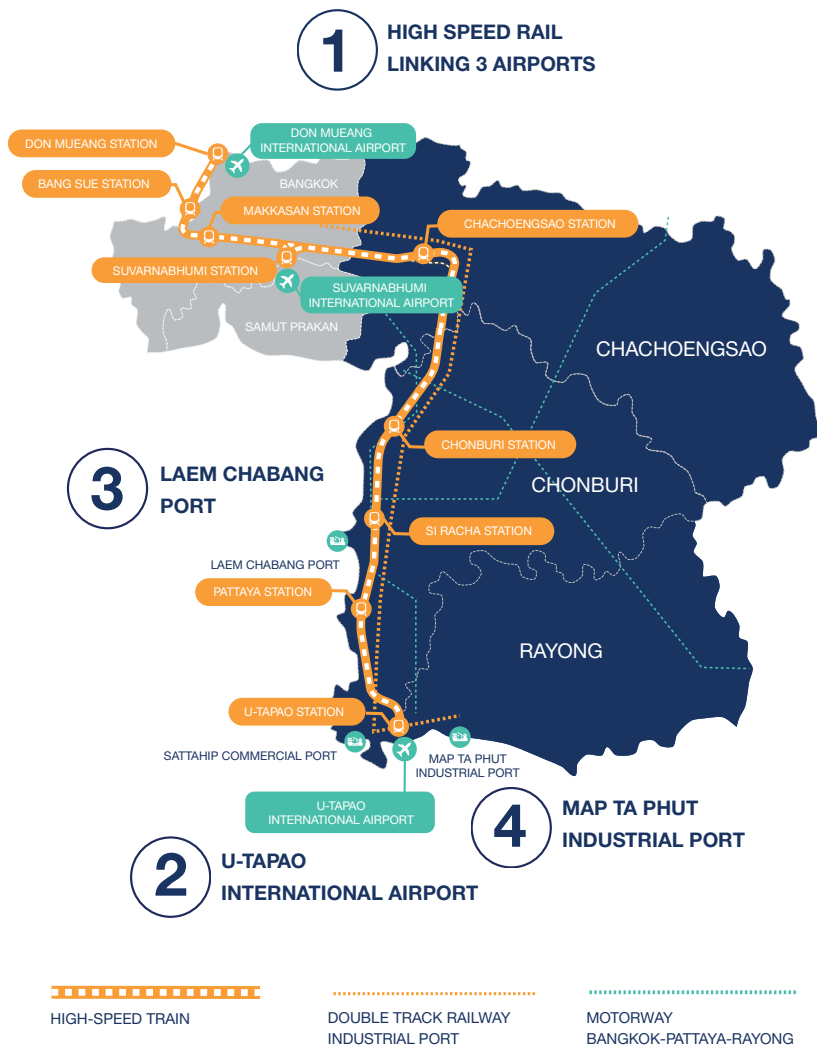 1
HIGH SPEED RAIL
LINKING 3 AIRPORTS
DON MUEANG STATION
DON MUEANG
INTERNATIONAL AIRPORT
BANG SUE STATION
BANGKOK
MAKKASAN STATION
CHACHOENGSAO STATION
SUVARNABHUMI STATION
SUVARNABHUMI
INTERNATIONAL AIRPORT
SAMUT PRAKAN
CHACHOENGSAO
CHONBURI STATION
3
LAEM CHABANG
PORT
CHONBURI
SI RACHA STATION
LAEM CHABANG PORT
PATTAYA STATION
RAYONG
U-TAPAO STATION
SATTAHIP COMMERCIAL PORT
MAP TA PHUT
INDUSTRIAL PORT
U-TAPAO
INTERNATIONAL AIRPORT
4
MAP TA PHUT
INDUSTRIAL PORT
2
U-TAPAO
INTERNATIONAL AIRPORT
HIGH-SPEED TRAIN
DOUBLE TRACK RAILWAY
INDUSTRIAL PORT
MOTORWAY
BANGKOK-PATTAYA-RAYONG